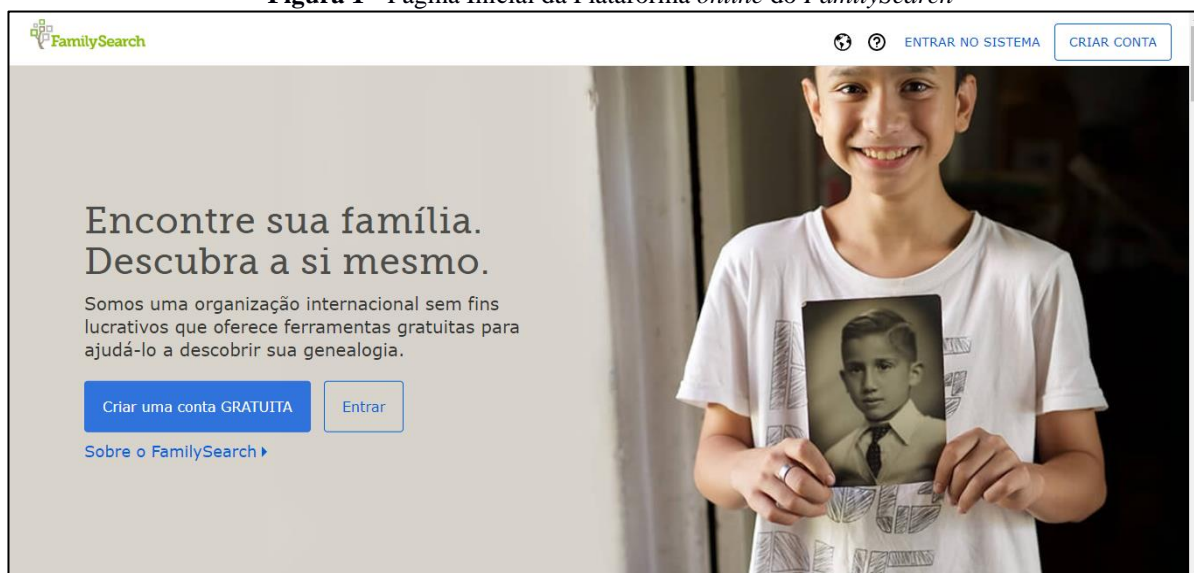 Figura 1 - Página Inicial da Plataforma online do FamilySearch
FamilySearch
ENTRAR NO SISTEMA
CRIAR CONTA
Encontre sua família.
Descubra a si mesmo.
Somos uma organização internacional sem fins
lucrativos que oferece ferramentas gratuitas para
ajudá-lo a descobrir sua genealogia.
Criar uma conta GRATUITA
Entrar
Sobre o FamilySearch